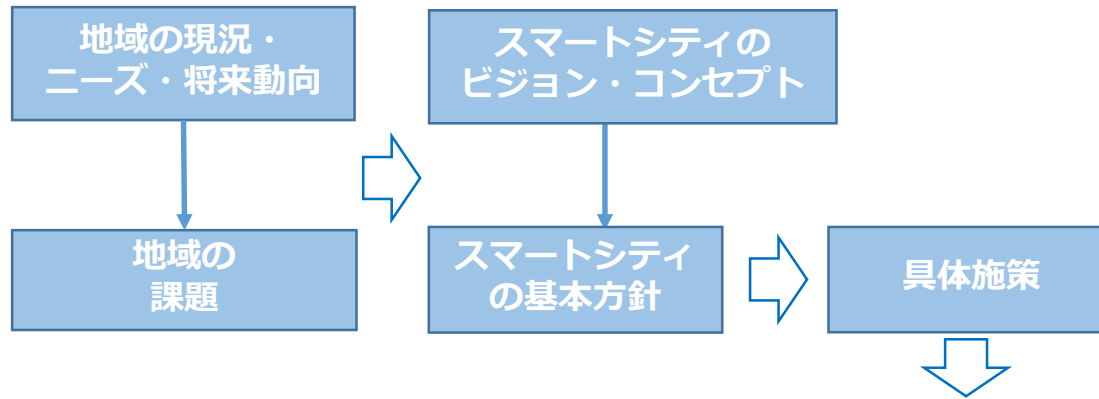 地域の現況・
ニーズ・将来動向
スマートシティの
ビジョン・コンセプト
地域の
課題
スマートシティ
の基本方針
具体施策